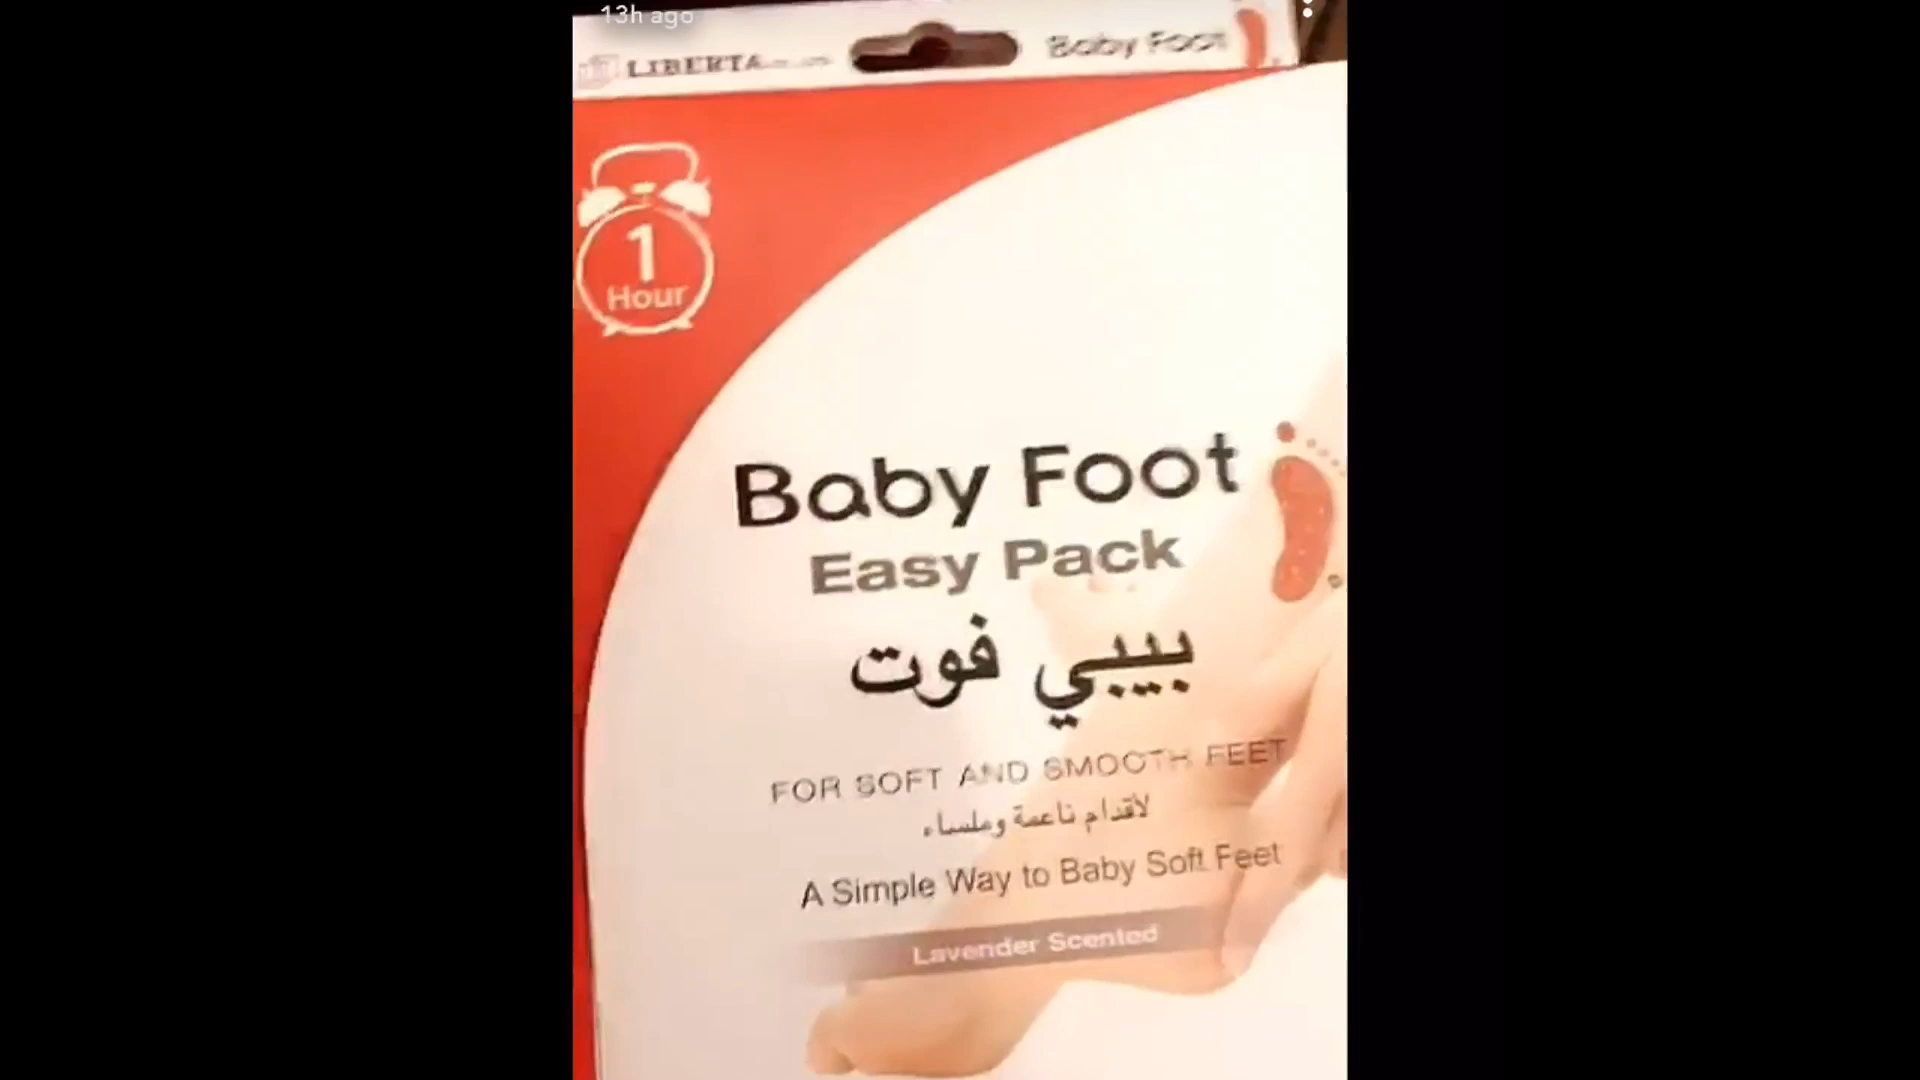 13h ago
LIBERTA
Baby Foot
1
Hour
Baby Foot
Easy Pack
بيبي فوت
FOR SOFT AND SMOOTH FEET
لأقدام ناعمة وملساء
A Simple Way to Baby Soft Feet
Lavender Scented